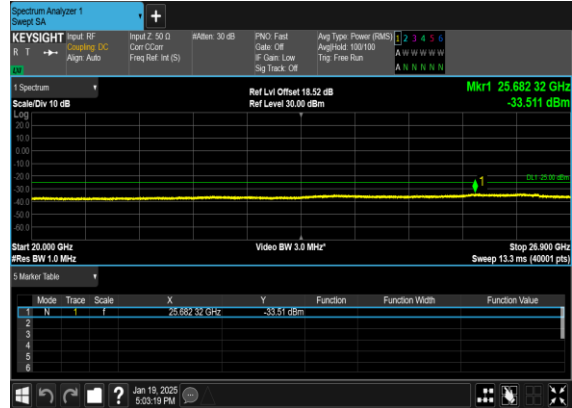 Spectrum Analyzer 1
Swept SA
KEYSIGHT
R T
Input: RF
Coupling: DC
Align: Auto
Input Z: 50 Ω
Corr CCorr
Freq Ref: Int (S)
#Atten: 30 dB
PNO: Fast
Gate: Off
IF Gain: Low
Sig Track: Off
Avg Type: Power (RMS)
Avg|Hold: 100/100
Trig: Free Run
1 2 3 4 5 6
A W W W W W
A N N N N N
1 Spectrum
Scale/Div 10 dB
Ref Lvl Offset 18.52 dB
Ref Level 30.00 dBm
Mkr1 25.682 32 GHz
-33.511 dBm
Log
20.0
10.0
0.00
-10.0
-20.0
-30.0
-40.0
-50.0
-60.0
1
Start 20.000 GHz
#Res BW 1.0 MHz
Video BW 3.0 MHz*
Stop 26.900 GHz
Sweep 13.3 ms (40001 pts)
5 Marker Table
Mode Trace Scale X Y Function Function Width Function Value
1 N 1 f 25.682 32 GHz -33.51 dBm
2
3
4
5
6
?
Jan 19, 2025
5:03:19 PM